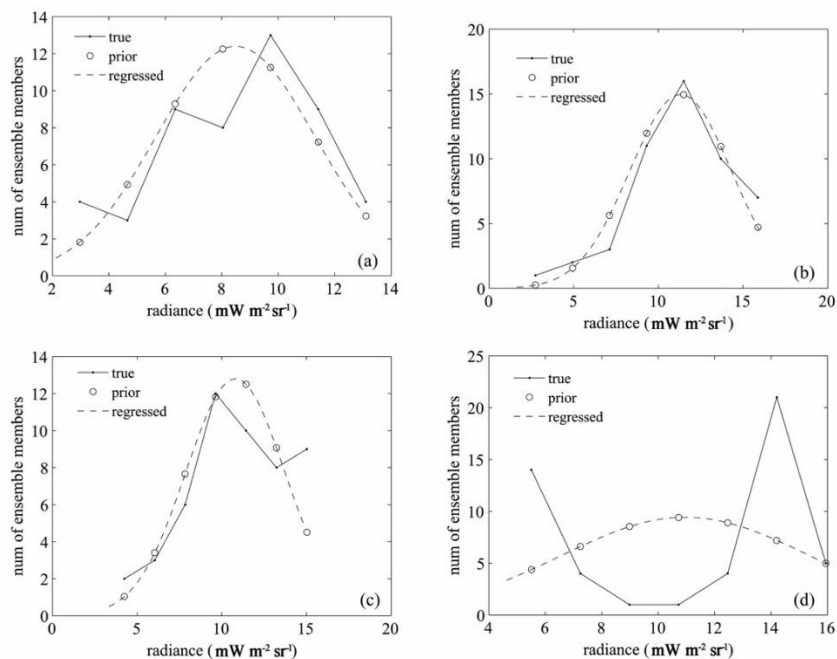 14
12
10
8
6
4
2
0
num of ensemble members
true
prior
regressed
(a)
2 4 6 8 10 12 14
radiance (mW m⁻² sr⁻¹)
20
15
10
5
0
num of ensemble members
true
prior
regressed
(b)
0 5 10 15 20
radiance (mW m⁻² sr⁻¹)
14
12
10
8
6
4
2
0
num of ensemble members
true
prior
regressed
(c)
0 5 10 15 20
radiance (mW m⁻² sr⁻¹)
25
20
15
10
5
0
num of ensemble members
true
prior
regressed
(d)
4 6 8 10 12 14 16
radiance (mW m⁻² sr⁻¹)